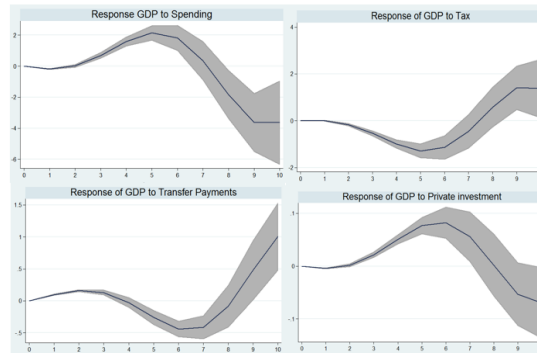 Response GDP to Spending
2
0
-2
-4
-6
0 1 2 3 4 5 6 7 8 9 10
Response of GDP to Tax
4
2
0
-2
0 1 2 3 4 5 6 7 8 9
Response of GDP to Transfer Payments
1.5
1
.5
0
-.5
0 1 2 3 4 5 6 7 8 9 10
Response of GDP to Private investment
.1
0
-.1
0 1 2 3 4 5 6 7 8 9